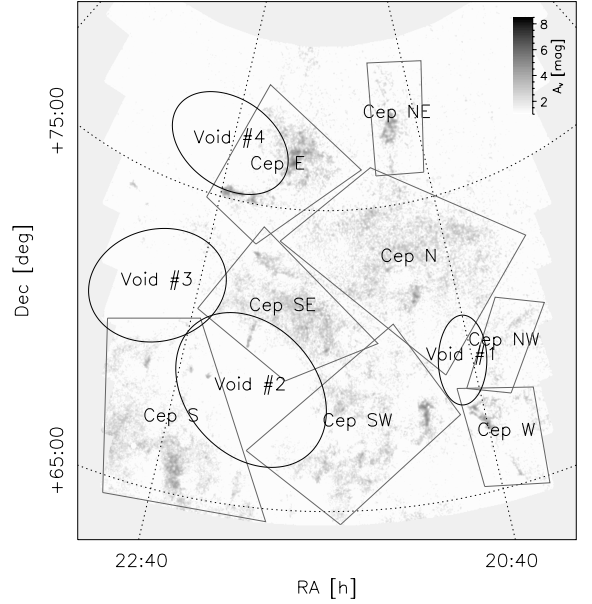 8
6
4
2
A_v [mag]
+75:00
Cep NE
Void #4
Cep E
Cep N
Void #3
Dec [deg]
Cep SE
Cep NW
Void #1
Void #2
Cep S
Cep SW
Cep W
+65:00
22:40
20:40
RA [h]